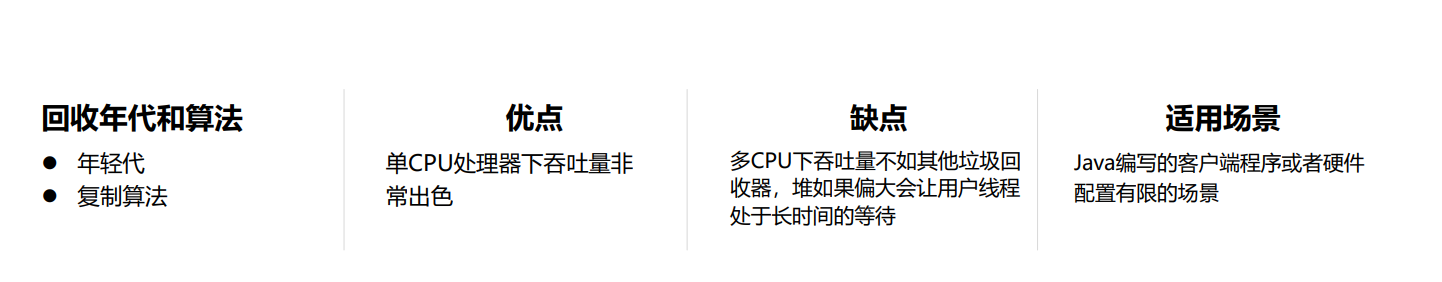 回收年代和算法
● 年轻代
● 复制算法
优点
单CPU处理器下吞吐量非
常出色
缺点
多CPU下吞吐量不如其他垃圾回
收器，堆如果偏大会让用户线程
处于长时间的等待
适用场景
Java编写的客户端程序或者硬件
配置有限的场景